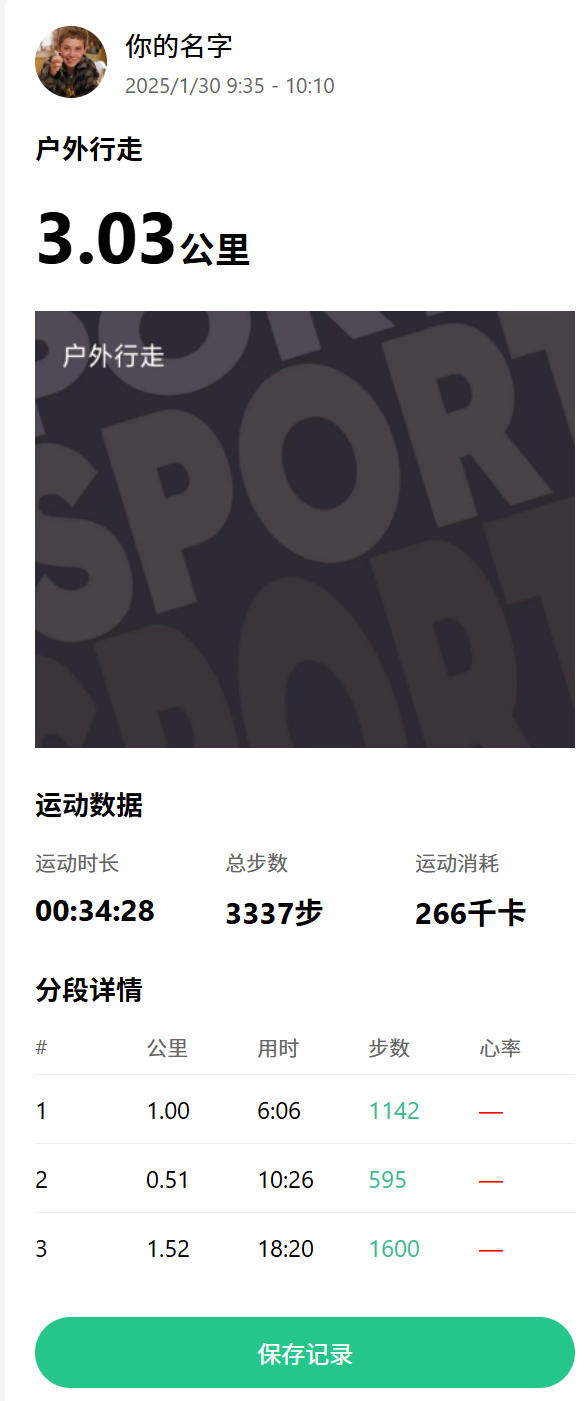 你的名字
2025/1/30 9:35 - 10:10
户外行走
3.03公里
户外行走
SPORT
SPORT
SPORT
运动数据
运动时长 总步数 运动消耗
00:34:28 3337步 266千卡
分段详情
# 公里 用时 步数 心率
1 1.00 6:06 1142 —
2 0.51 10:26 595 —
3 1.52 18:20 1600 —
保存记录